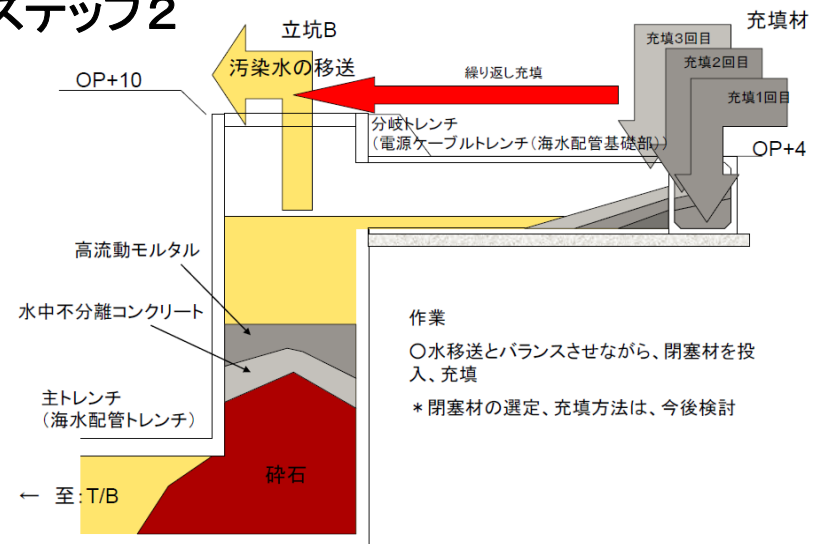 ステップ2
立坑B
充填材
汚染水の移送
繰り返し充填
充填3回目
充填2回目
充填1回目
OP+10
分岐トレンチ
(電源ケーブルトレンチ(海水配管基礎部))
OP+4
高流動モルタル
水中不分離コンクリート
作業
〇水移送とバランスさせながら、閉塞材を投
入、充填
*閉塞材の選定、充填方法は、今後検討
主トレンチ
(海水配管トレンチ)
砕石
← 至:T/B